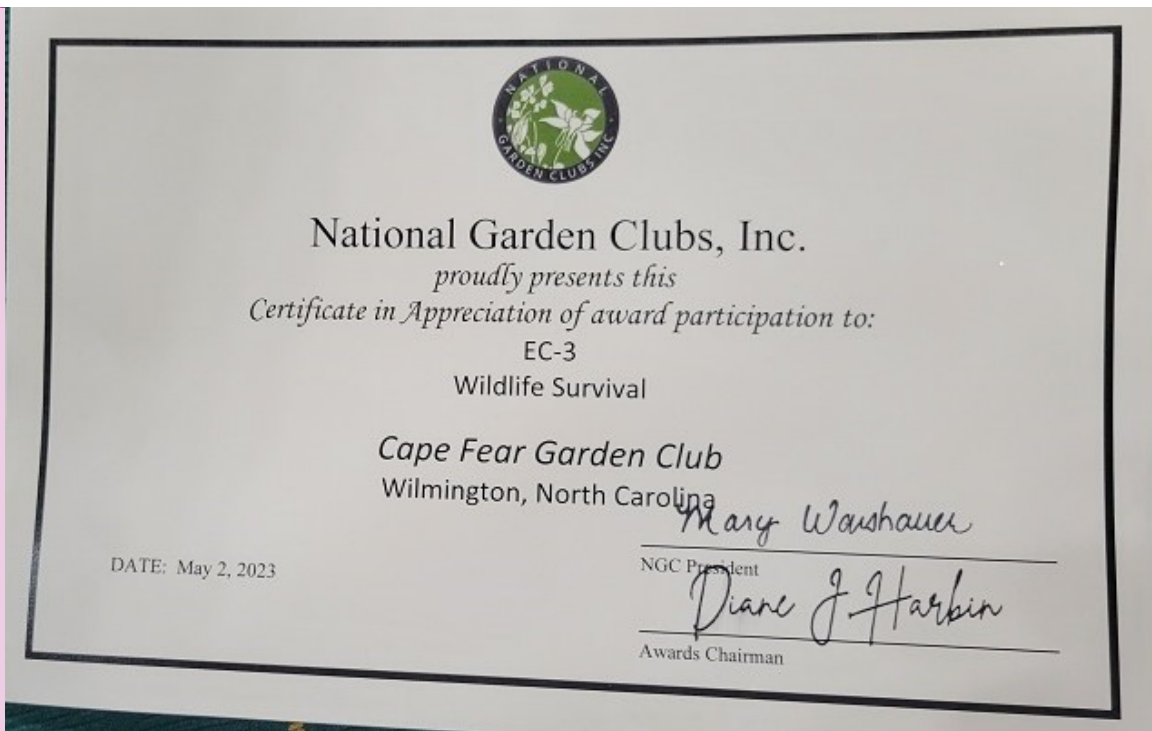 NATIONAL
GARDEN CLUBS INC
National Garden Clubs, Inc.
proudly presents this
Certificate in Appreciation of award participation to:
EC-3
Wildlife Survival
Cape Fear Garden Club
Wilmington, North Carolina
Mary Warshauer
DATE: May 2, 2023
NGC President
Diane J. Harbin
Awards Chairman